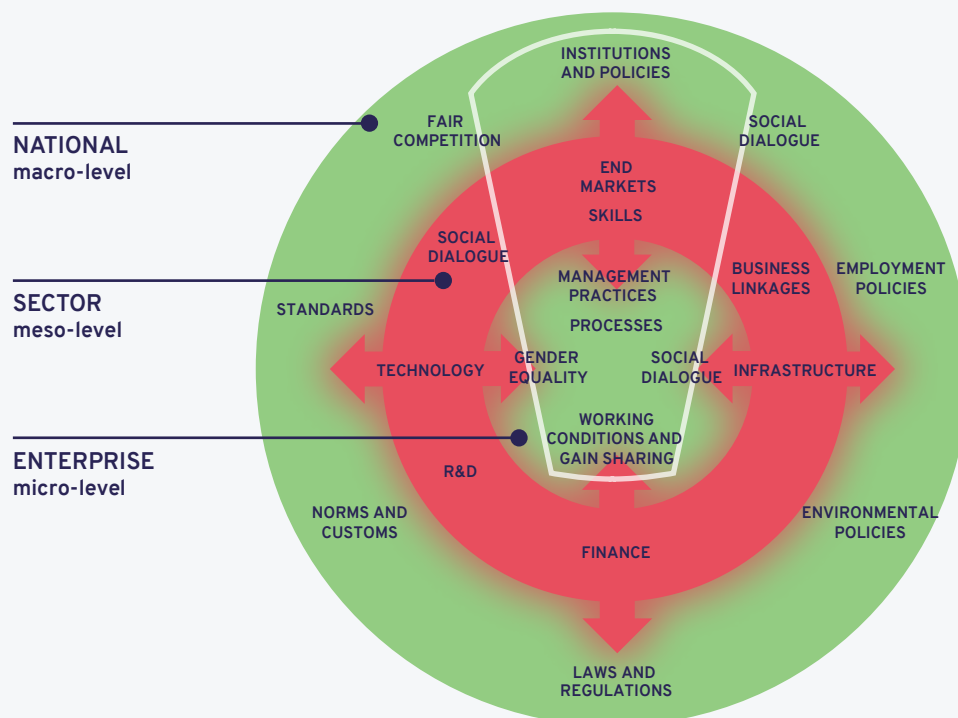 INSTITUTIONS
AND POLICIES
FAIR
COMPETITION
SOCIAL
DIALOGUE
NATIONAL
macro-level
END
MARKETS
SKILLS
SOCIAL
DIALOGUE
MANAGEMENT
PRACTICES
BUSINESS
LINKAGES
EMPLOYMENT
POLICIES
SECTOR
meso-level
STANDARDS
PROCESSES
TECHNOLOGY
GENDER
EQUALITY
SOCIAL
DIALOGUE
INFRASTRUCTURE
WORKING
CONDITIONS AND
GAIN SHARING
ENTERPRISE
micro-level
R&D
NORMS AND
CUSTOMS
ENVIRONMENTAL
POLICIES
FINANCE
LAWS AND
REGULATIONS